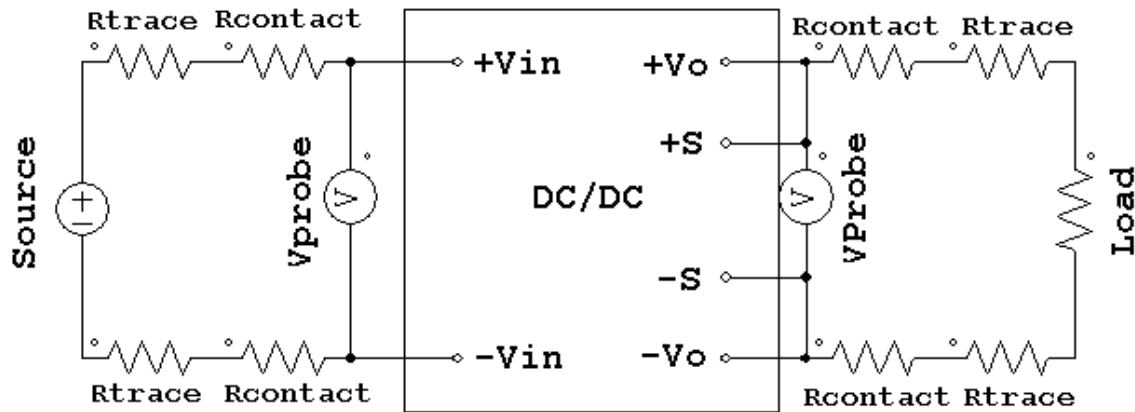 Rtrace Rcontact
Rcontact Rtrace
+Vin
+Vo
+S
Source
Vprobe
V
DC/DC
V
VProbe
Load
-S
-Vin
-Vo
Rtrace Rcontact
Rcontact Rtrace